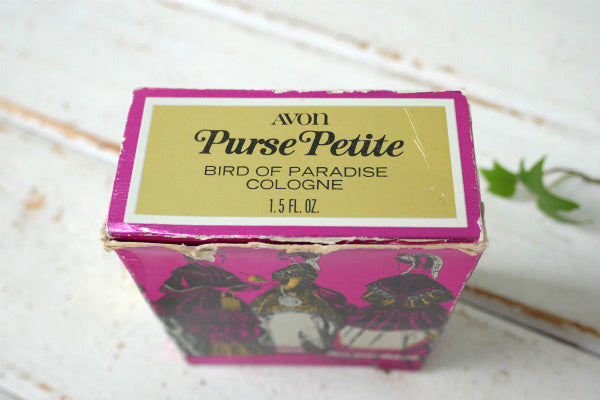 AVON
Purse Petite
BIRD OF PARADISE
COLOGNE
1.5 FL. OZ.